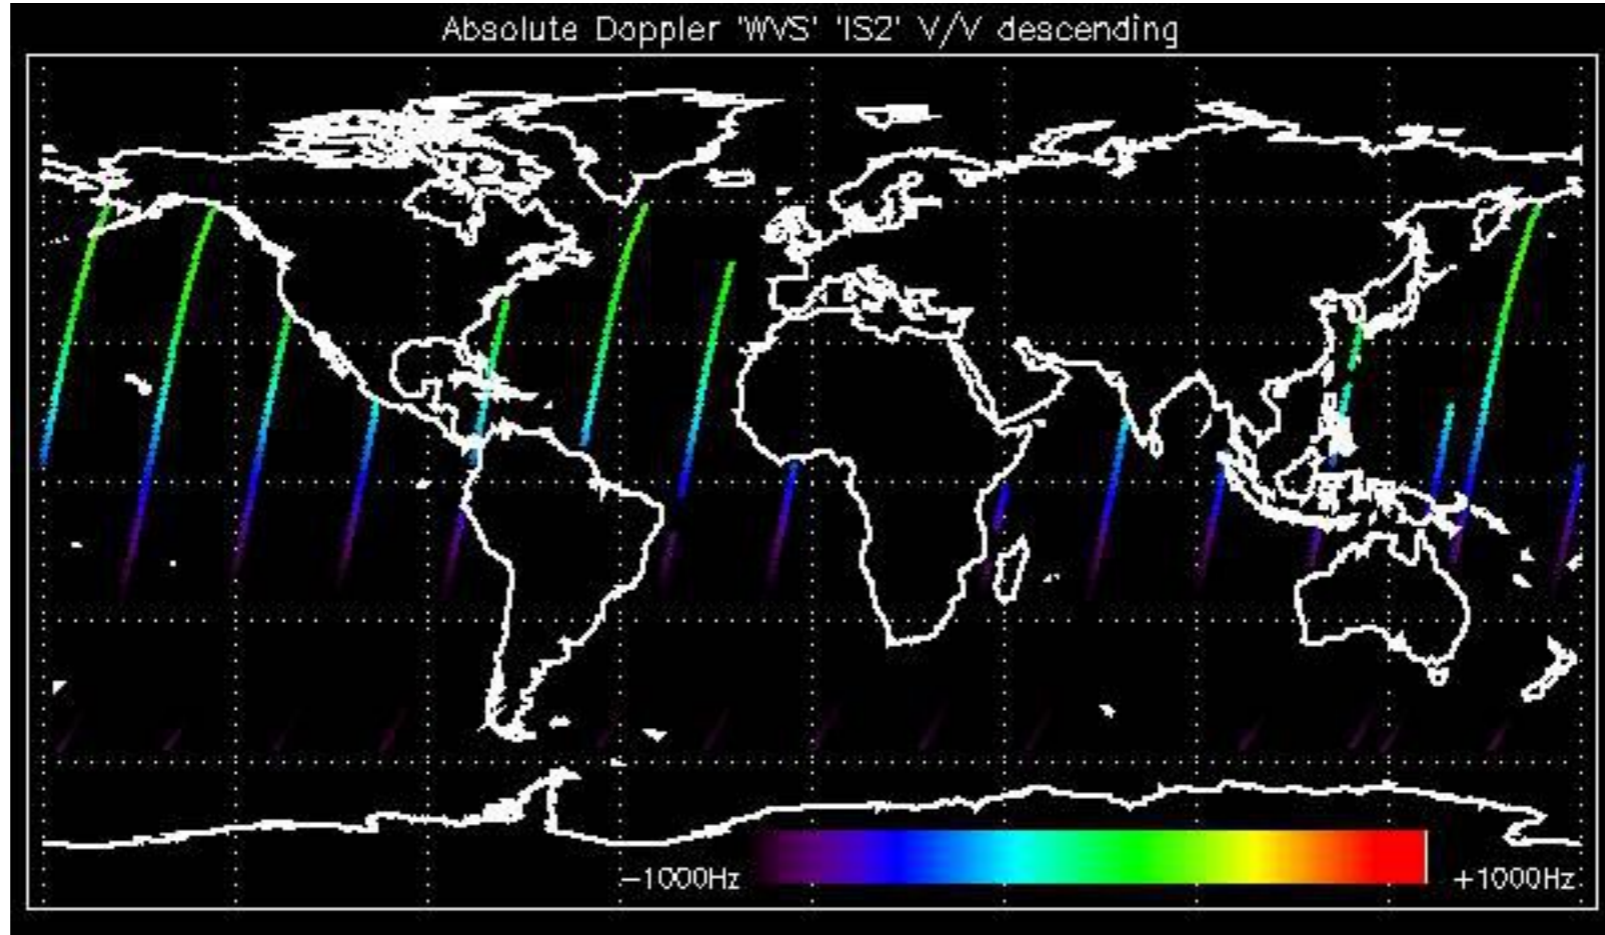 Absolute Doppler 'WVS' 'IS2' V/V descending
-1000Hz +1000Hz